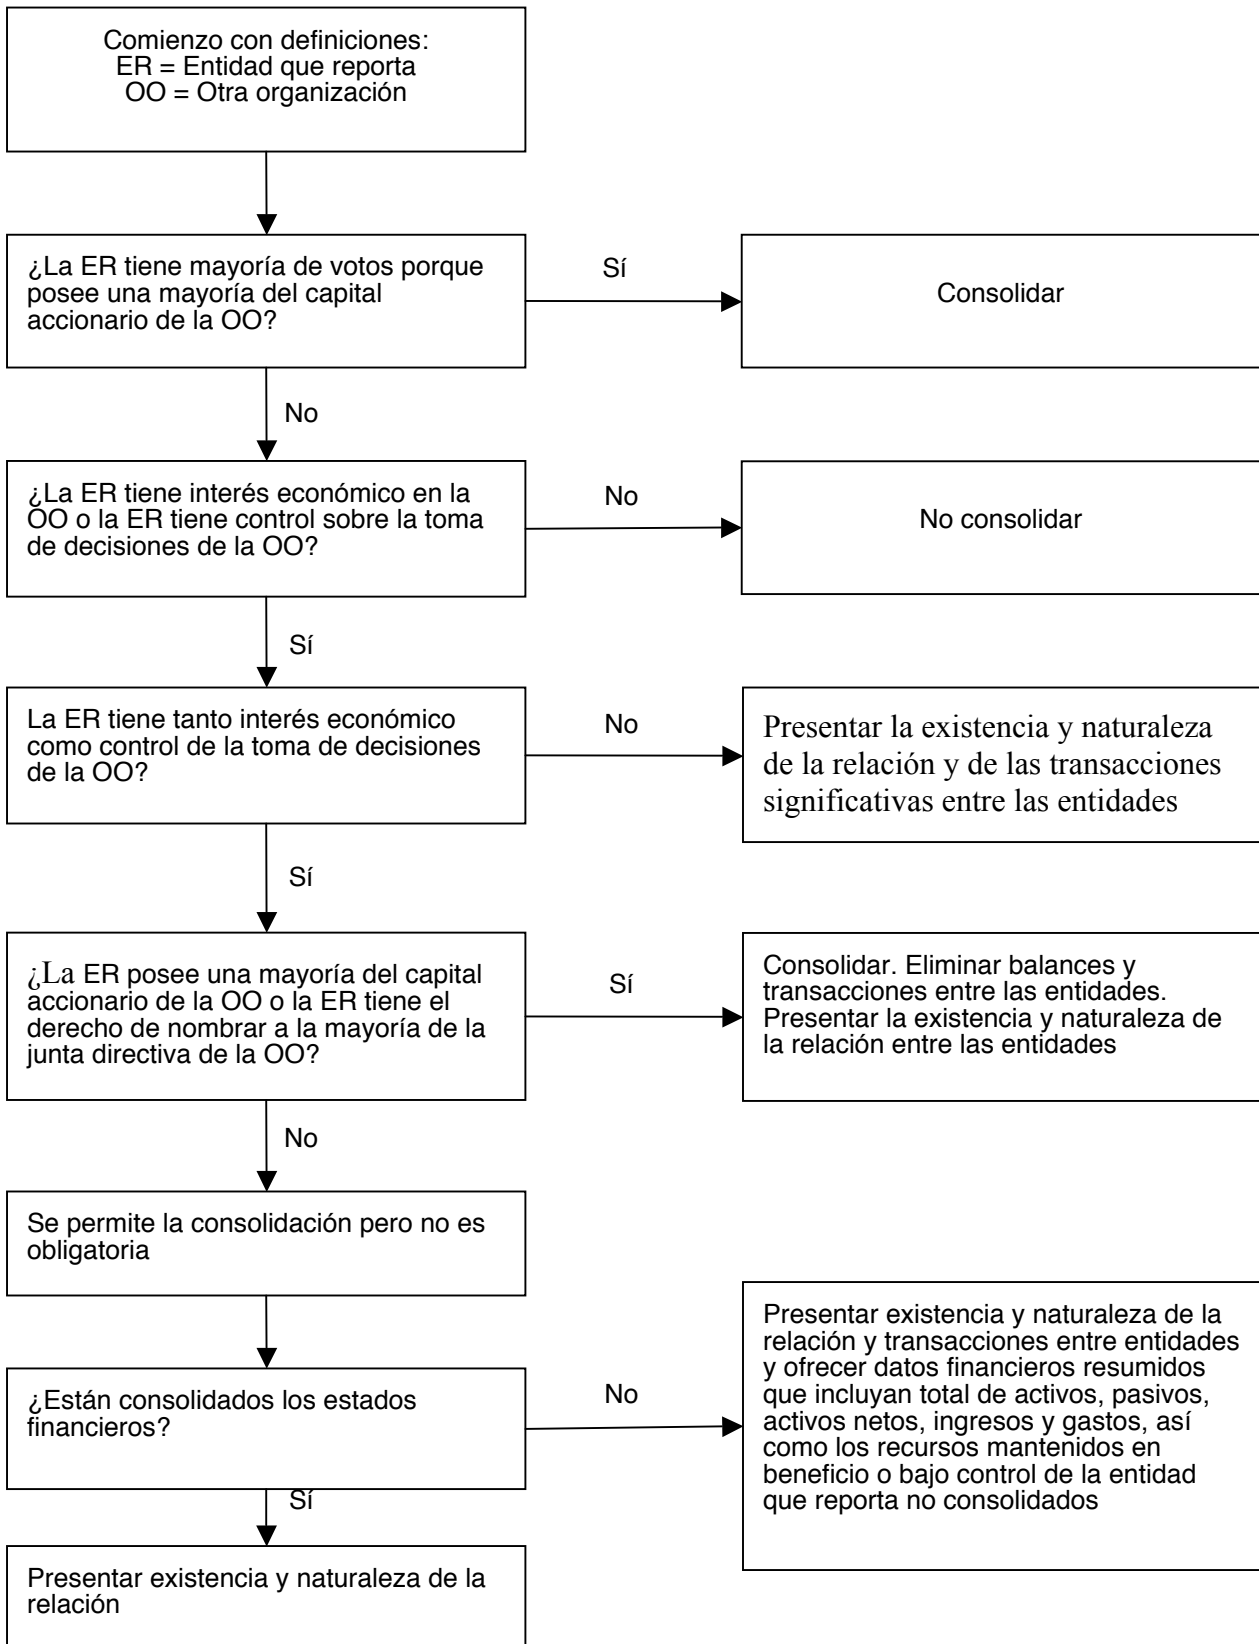 Comienzo con definiciones:
ER = Entidad que reporta
OO = Otra organización
¿La ER tiene mayoría de votos porque
posee una mayoría del capital
accionario de la OO?
Sí
Consolidar
No
¿La ER tiene interés económico en la
OO o la ER tiene control sobre la toma
de decisiones de la OO?
No
No consolidar
Sí
La ER tiene tanto interés económico
como control de la toma de decisiones
de la OO?
No
Presentar la existencia y naturaleza
de la relación y de las transacciones
significativas entre las entidades
Sí
¿La ER posee una mayoría del capital
accionario de la OO o la ER tiene el
derecho de nombrar a la mayoría de la
junta directiva de la OO?
Sí
Consolidar. Eliminar balances y
transacciones entre las entidades.
Presentar la existencia y naturaleza de
la relación entre las entidades
No
Se permite la consolidación pero no es
obligatoria
¿Están consolidados los estados
financieros?
No
Presentar existencia y naturaleza de la
relación y transacciones entre entidades
y ofrecer datos financieros resumidos
que incluyan total de activos, pasivos,
activos netos, ingresos y gastos, así
como los recursos mantenidos en
beneficio o bajo control de la entidad
que reporta no consolidados
Sí
Presentar existencia y naturaleza de la
relación